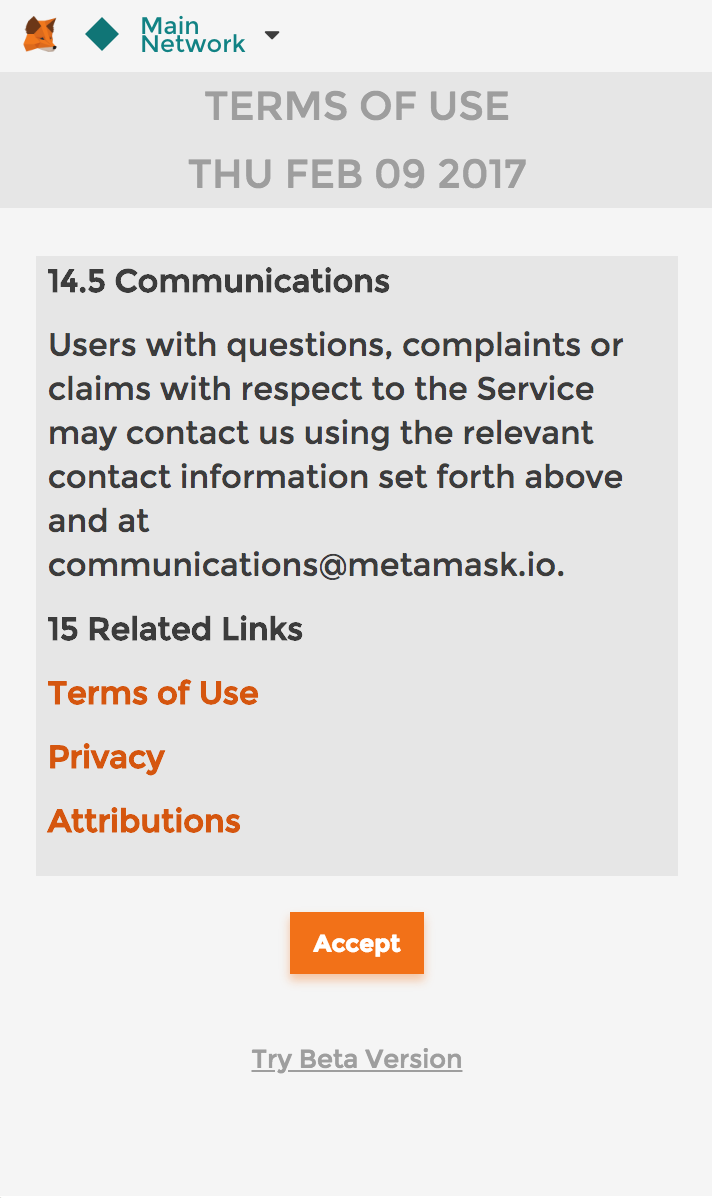 Main
Network
TERMS OF USE
THU FEB 09 2017
14.5 Communications
Users with questions, complaints or
claims with respect to the Service
may contact us using the relevant
contact information set forth above
and at
communications@metamask.io.
15 Related Links
Terms of Use
Privacy
Attributions
Accept
Try Beta Version